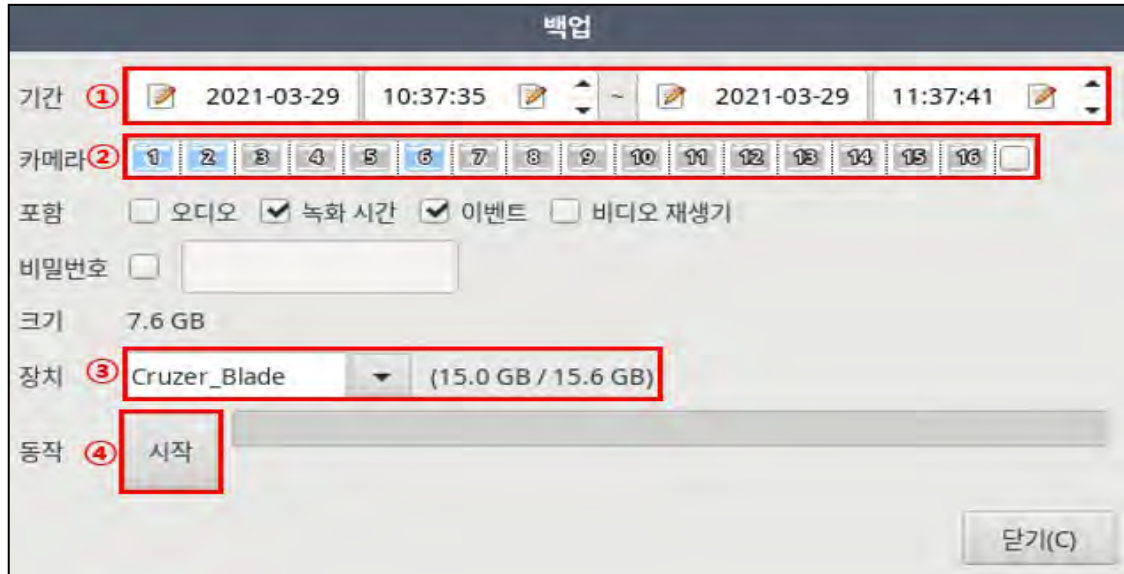 백업
기간 ① 2021-03-29 10:37:35 ~ 2021-03-29 11:37:41
카메라② 1 2 3 4 5 6 7 8 9 10 11 12 13 14 15 16
포함 오디오 녹화 시간 이벤트 비디오 재생기
비밀번호
크기 7.6 GB
장치 ③ Cruzer_Blade (15.0 GB / 15.6 GB)
동작 ④ 시작
닫기(C)